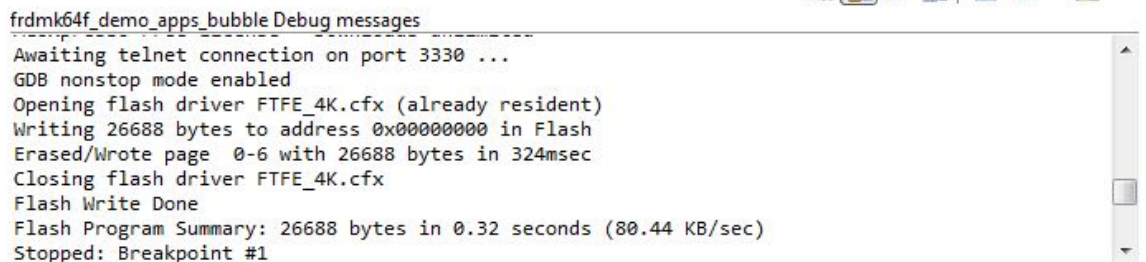 frdmk64f_demo_apps_bubble Debug messages
Awaiting telnet connection on port 3330 ...
GDB nonstop mode enabled
Opening flash driver FTFE_4K.cfx (already resident)
Writing 26688 bytes to address 0x00000000 in Flash
Erased/Wrote page  0-6 with 26688 bytes in 324msec
Closing flash driver FTFE_4K.cfx
Flash Write Done
Flash Program Summary: 26688 bytes in 0.32 seconds (80.44 KB/sec)
Stopped: Breakpoint #1